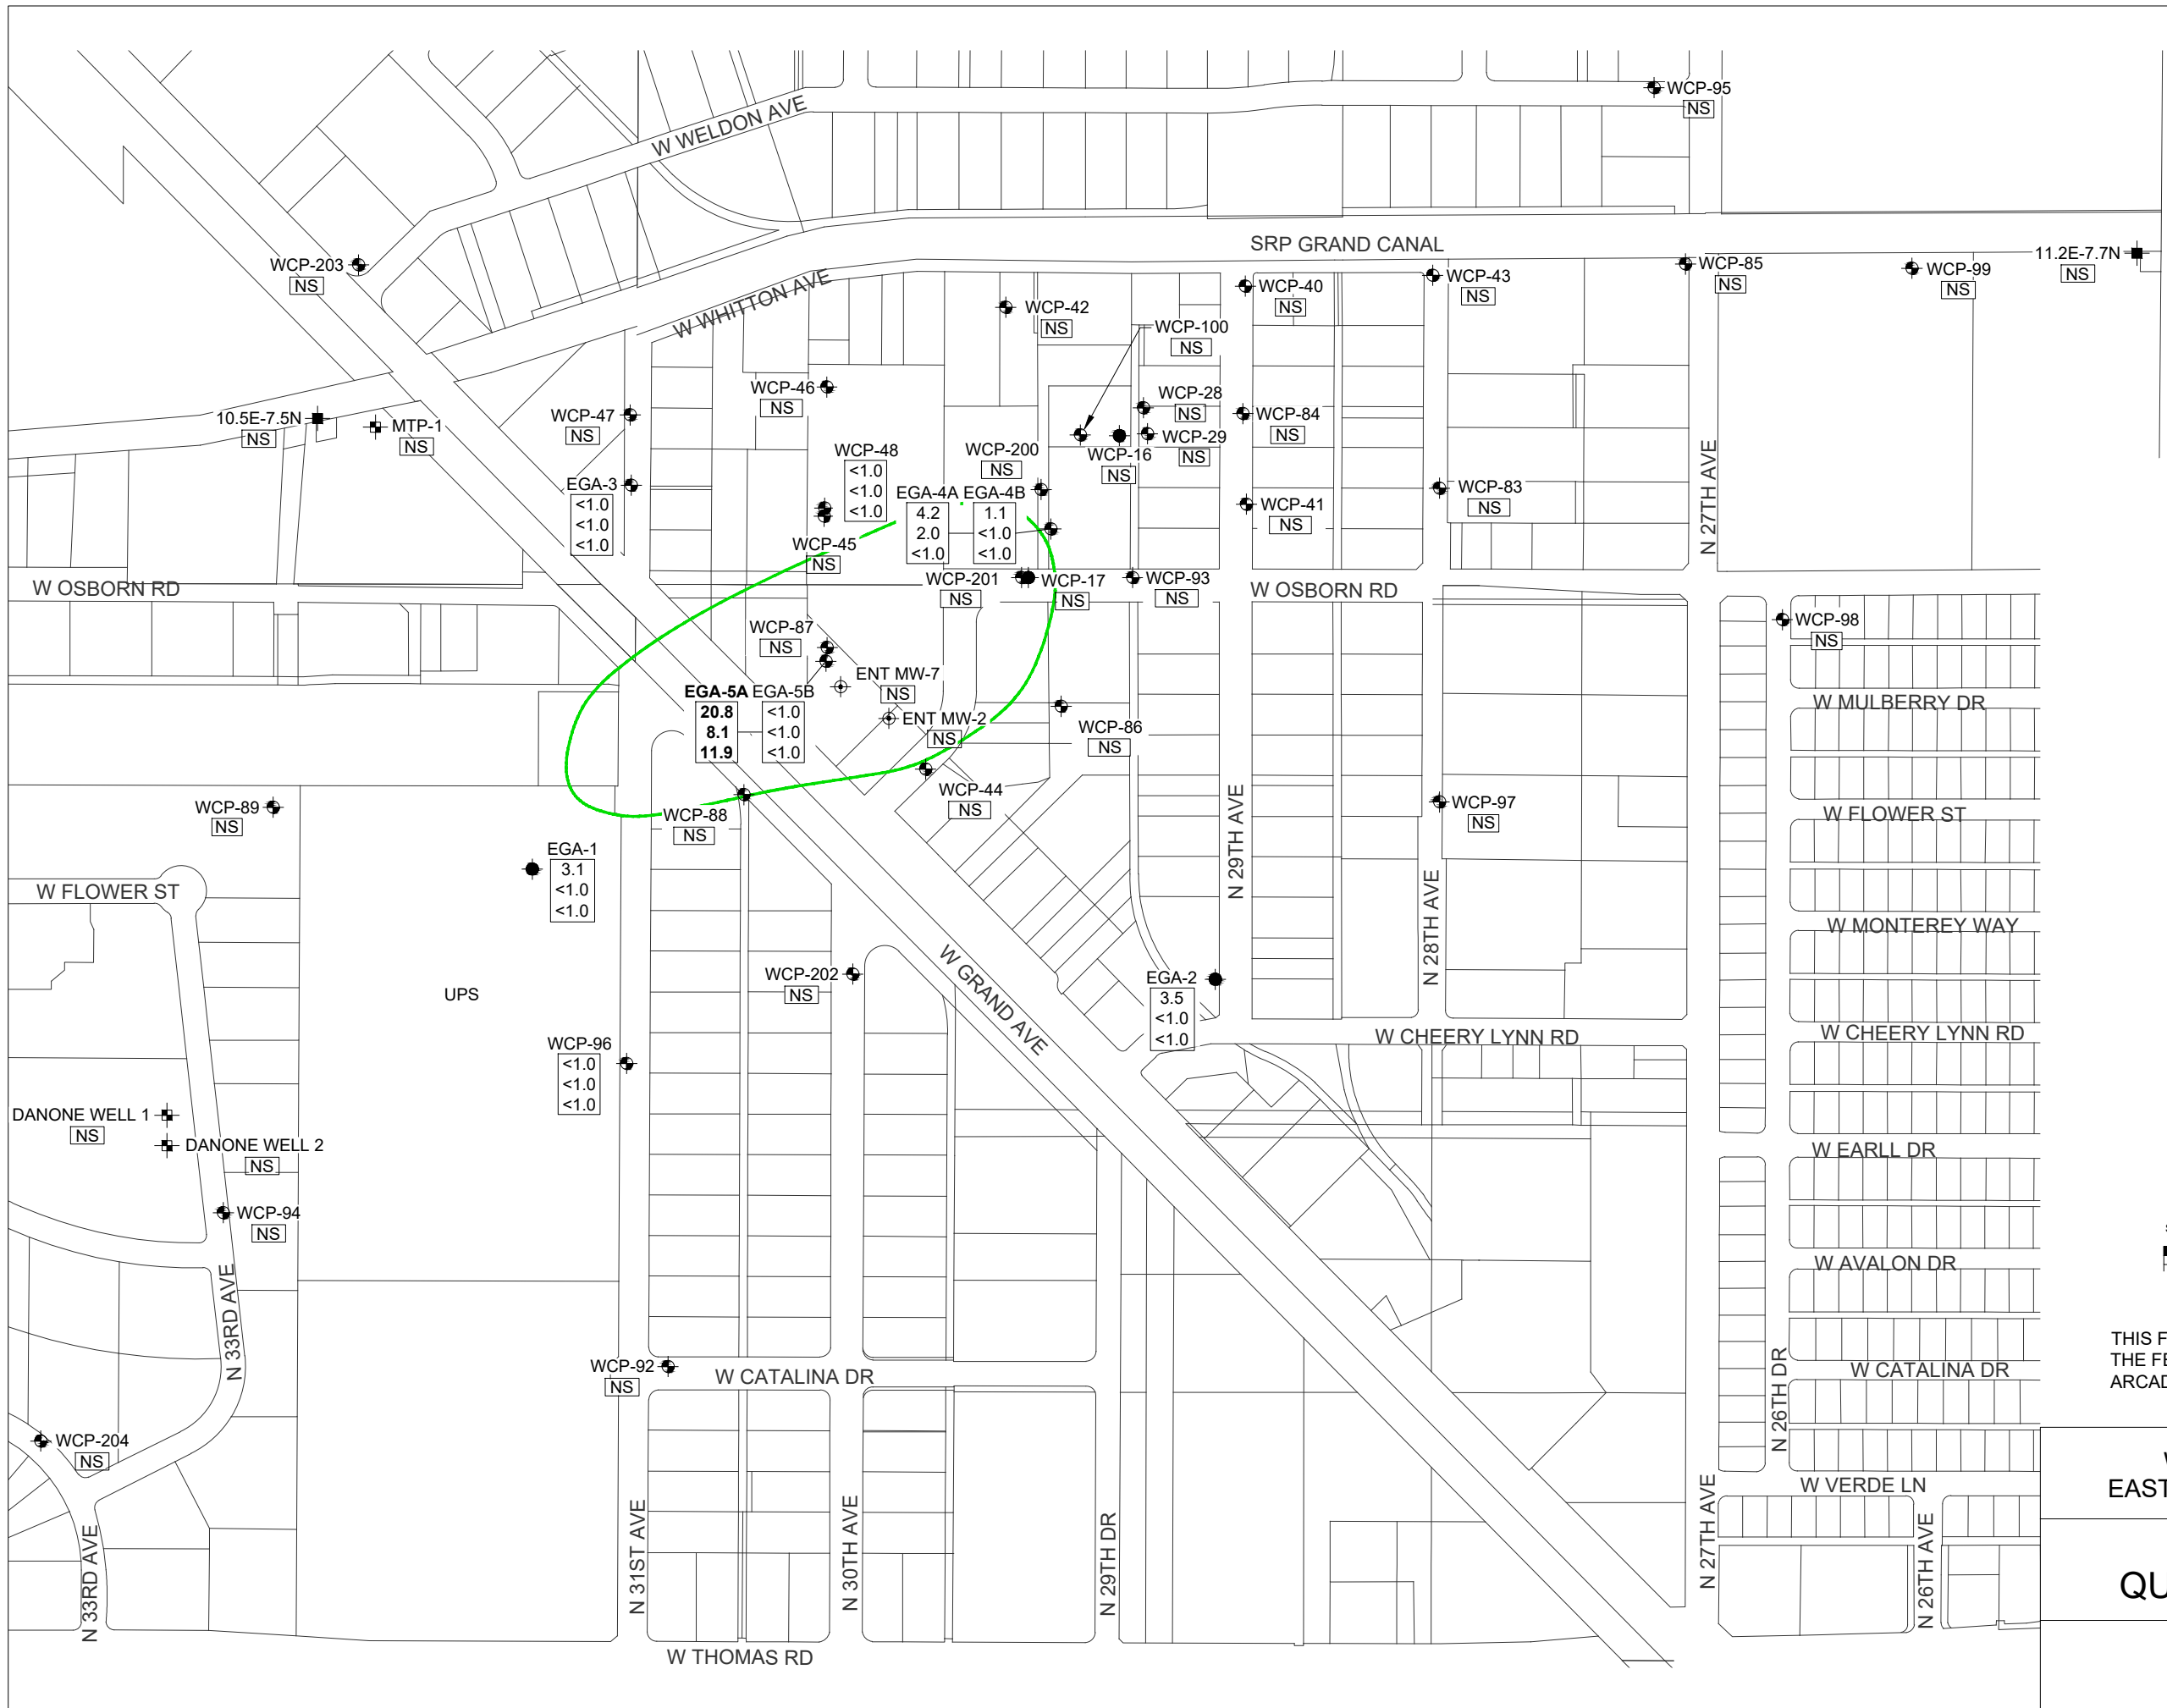 WCP-95
NS
W WELDON AVE
SRP GRAND CANAL
WCP-203
NS
WCP-85
NS
WCP-99
NS
11.2E-7.7N
NS
W WHITTON AVE
WCP-42
NS
WCP-40
NS
WCP-43
NS
WCP-100
NS
WCP-46
NS
WCP-47
NS
10.5E-7.5N
NS
MTP-1
NS
WCP-28
NS
WCP-84
NS
WCP-29
NS
WCP-16
NS
WCP-48
<1.0
<1.0
<1.0
WCP-200
NS
EGA-3
<1.0
<1.0
<1.0
EGA-4A
4.2
2.0
<1.0
EGA-4B
1.1
<1.0
<1.0
WCP-41
NS
WCP-83
NS
N 27TH AVE
WCP-45
NS
W OSBORN RD
WCP-201
NS
WCP-17
NS
WCP-93
NS
W OSBORN RD
WCP-98
NS
WCP-87
NS
ENT MW-7
NS
W MULBERRY DR
EGA-5A
20.8
8.1
11.9
EGA-5B
<1.0
<1.0
<1.0
ENT MW-2
NS
WCP-86
NS
WCP-44
NS
WCP-88
NS
WCP-89
NS
WCP-97
NS
W FLOWER ST
EGA-1
3.1
<1.0
<1.0
W FLOWER ST
N 29TH AVE
N 28TH AVE
W MONTEREY WAY
UPS
WCP-202
NS
W GRAND AVE
EGA-2
3.5
<1.0
<1.0
W CHEERY LYNN RD
W CHEERY LYNN RD
WCP-96
<1.0
<1.0
<1.0
DANONE WELL 1
NS
DANONE WELL 2
NS
W EARLL DR
WCP-94
NS
W AVALON DR
N 33RD AVE
THIS F
THE FE
ARCAD
WCP-92
NS
W CATALINA DR
W CATALINA DR
N 26TH DR
WCP-204
NS
EAST
W VERDE LN
N 33RD AVE
N 31ST AVE
N 30TH AVE
N 29TH DR
N 27TH AVE
N 26TH AVE
QU
W THOMAS RD